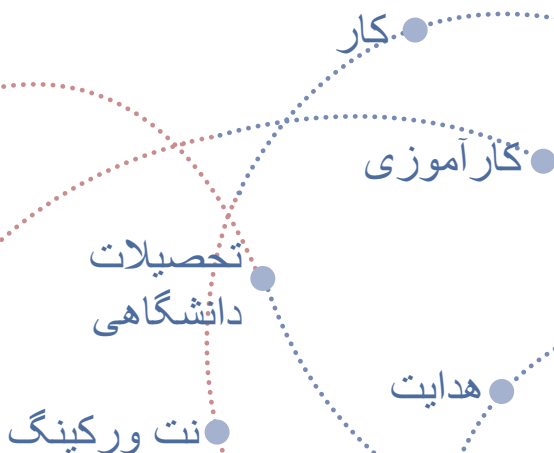 کار
کارآموزی
تحصیلات
دانشگاهی
هدایت
نت ورکینگ